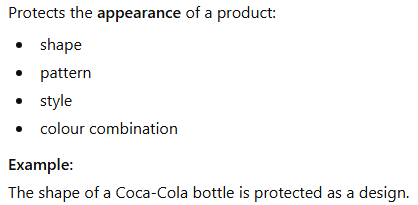 Protects the appearance of a product:
• shape
• pattern
• style
• colour combination
Example:
The shape of a Coca-Cola bottle is protected as a design.